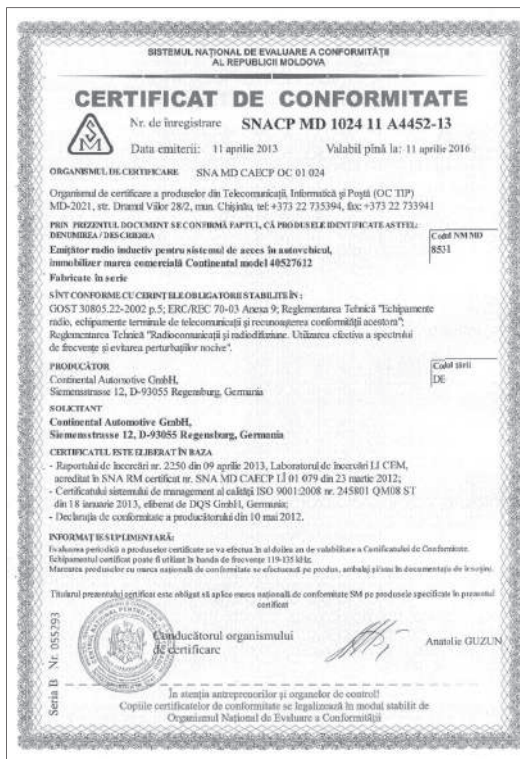 SISTEMUL NAȚIONAL DE EVALUARE A CONFORMITĂȚII
AL REPUBLICII MOLDOVA
CERTIFICAT DE CONFORMITATE
SM
Nr. de înregistrare SNACP MD 1024 11 A4452-13
Data emiterii: 11 aprilie 2013 Valabil pînă la: 11 aprilie 2016
ORGANISMUL DE CERTIFICARE SNA MD CAECP OC 01 024
Organismul de certificare a produselor din Telecomunicații, Informatică și Poștă (OC TIP)
MD-2021, str. Drumul Viilor 28/2, mun. Chișinău, tel: +373 22 735394, fax: +373 22 733941
PRIN PREZENTUL DOCUMENT SE CONFIRMĂ FAPTUL, CĂ PRODUSELE IDENTIFICATE ASTFEL:
DENUMIREA / DESCRIEREA
Codul NM MD
8531
Emițător radio inductiv pentru sistemul de acces în autovehicul,
immobilizer marca comercială Continental model 40527612
Fabricate în serie
SÎNT CONFORME CU CERINȚELE OBLIGATORII STABILITE ÎN :
GOST 30805.22-2002 p.5; ERC/REC 70-03 Anexa 9; Reglementarea Tehnică "Echipamente
radio, echipamente terminale de telecomunicații și recunoașterea conformității acestora";
Reglementarea Tehnică "Radiocomunicații și radiodifuziune. Utilizarea efectivă a spectrului
de frecvențe și evitarea perturbațiilor nocive".
PRODUCĂTOR
Codul țării
DE
Continental Automotive GmbH,
Siemensstrasse 12, D-93055 Regensburg, Germania
SOLICITANT
Continental Automotive GmbH,
Siemensstrasse 12, D-93055 Regensburg, Germania
CERTIFICATUL ESTE ELIBERAT ÎN BAZA
- Raportului de încercări nr. 2250 din 09 aprilie 2013, Laboratorul de încercări LI CEM,
acreditat în SNA RM certificat nr. SNA MD CAECP LÎ 01 079 din 23 martie 2012;
- Certificatului sistemului de management al calității ISO 9001:2008 nr. 245801 QM08 ST
din 18 ianuarie 2013, eliberat de DQS GmbH, Germania;
- Declarația de conformitate a producătorului din 10 mai 2012.
INFORMAȚIE SUPLIMENTARĂ:
Evaluarea periodică a produselor certificate se va efectua în al doilea an de valabilitate a Certificatului de Conformitate.
Echipamentul certificat poate fi utilizat în banda de frecvențe 119-135 kHz.
Marcarea produselor cu marca națională de conformitate se efectuează pe produs, ambalaj și/sau în documentația de însoțire.
Titularul prezentului certificat este obligat să aplice marca națională de conformitate SM pe produsele specificate în prezentul
certificat
Seria B Nr. 055293
Conducătorul organismului
de certificare
Anatolie GUZUN
În atenția antreprenorilor și organelor de control!
Copiile certificatelor de conformitate se legalizează în modul stabilit de
Organismul Național de Evaluare a Conformității